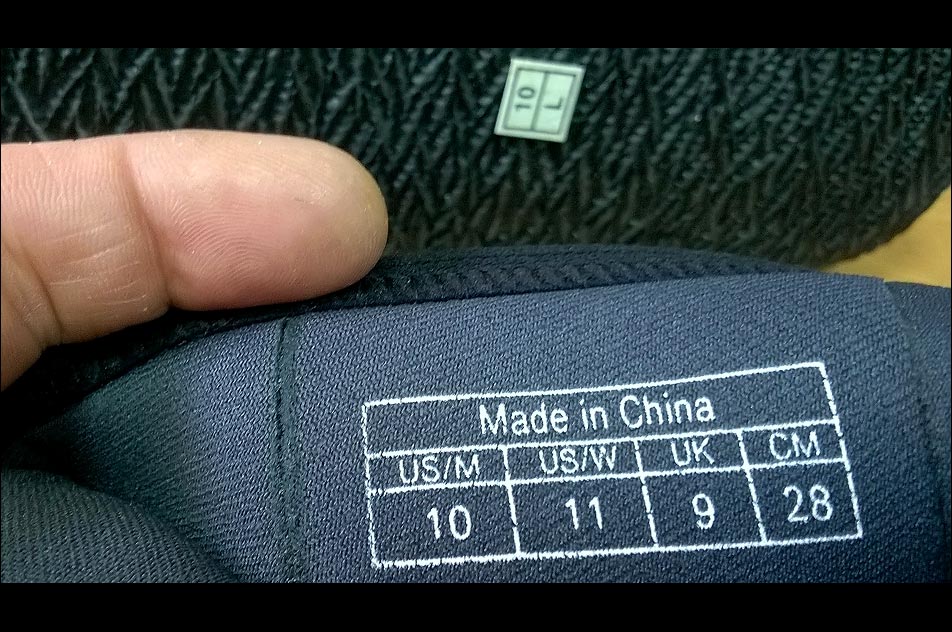 10
L
Made in China
US/M US/W UK CM
10 11 9 28